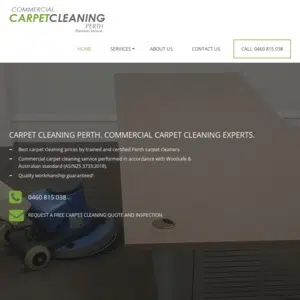 COMMERCIAL
CARPETCLEANING
PERTH
Premium Service
HOME
SERVICES
ABOUT US
CONTACT US
CALL: 0460 815 038
CARPET CLEANING PERTH. COMMERCIAL CARPET CLEANING EXPERTS.
Best carpet cleaning prices by trained and certified Perth carpet cleaners.
Commercial carpet cleaning service performed in accordance with WoolSafe &
Australian standard (AS/NZS 3733:2018).
Quality workmanship guaranteed!
0460 815 038
REQUEST A FREE CARPET CLEANING QUOTE AND INSPECTION